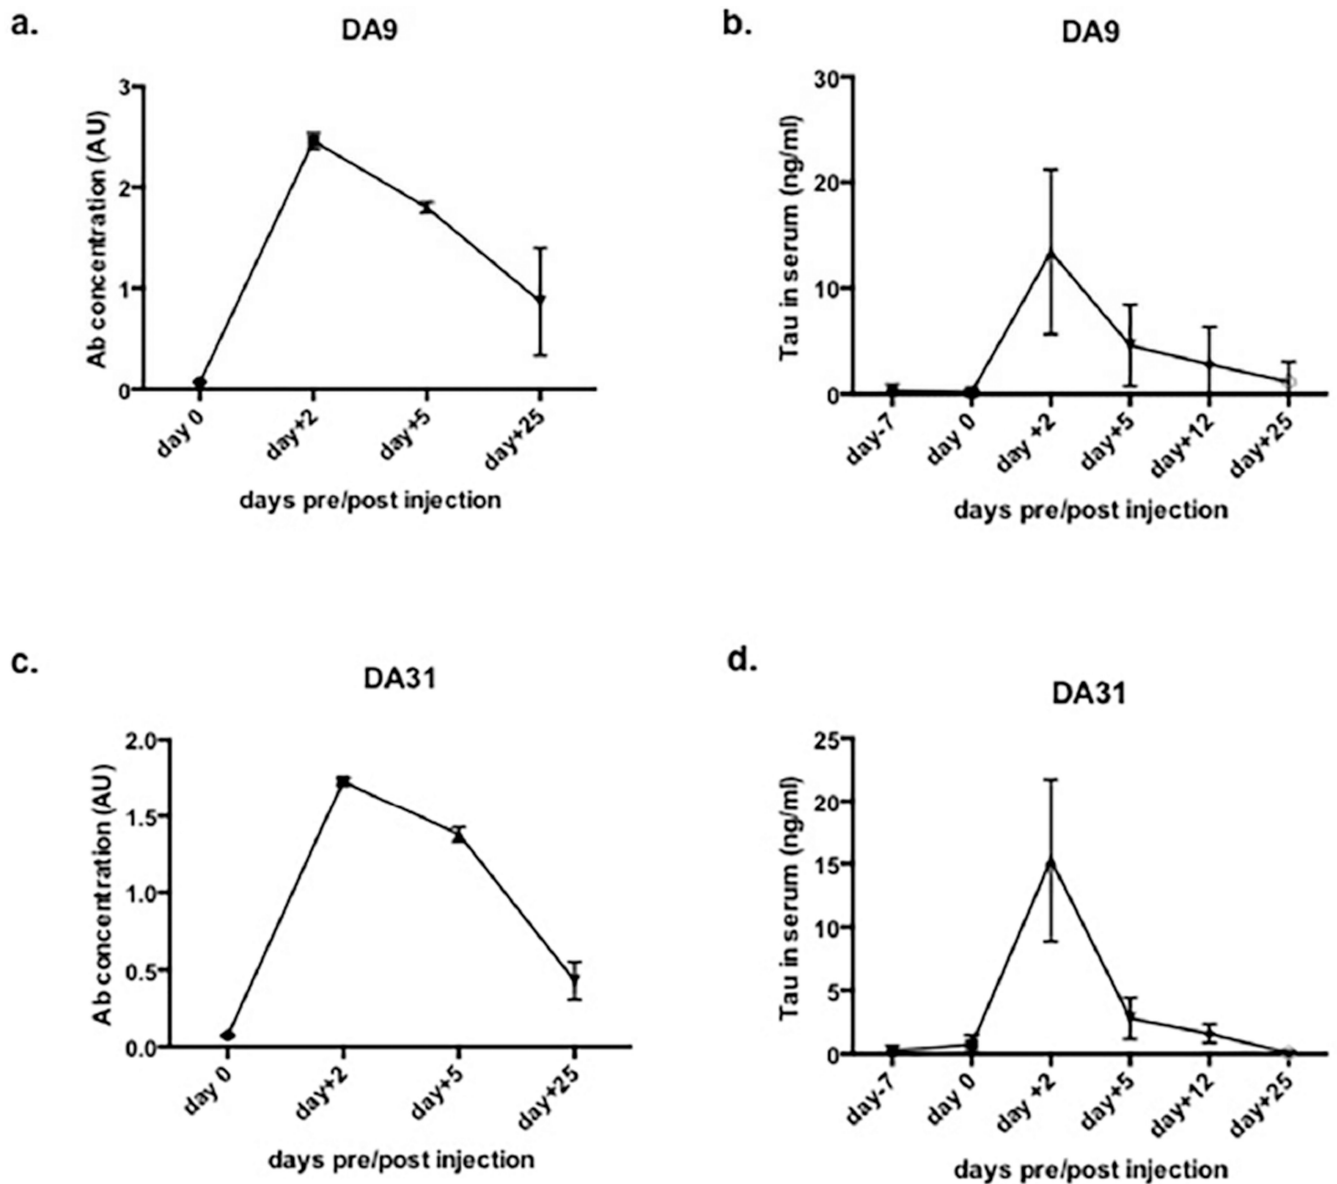 a.
DA9
Ab concentration (AU)
3
2
1
0
day 0
day+2
day+5
day+25
days pre/post injection
b.
DA9
Tau in serum (ng/ml)
30
20
10
0
day-7
day 0
day +2
day+5
day+12
day+25
days pre/post injection
c.
DA31
Ab concentration (AU)
2.0
1.5
1.0
0.5
0.0
day 0
day+2
day+5
day+25
days pre/post injection
d.
DA31
Tau in serum (ng/ml)
25
20
15
10
5
0
day-7
day 0
day +2
day+5
day+12
day+25
days pre/post injection